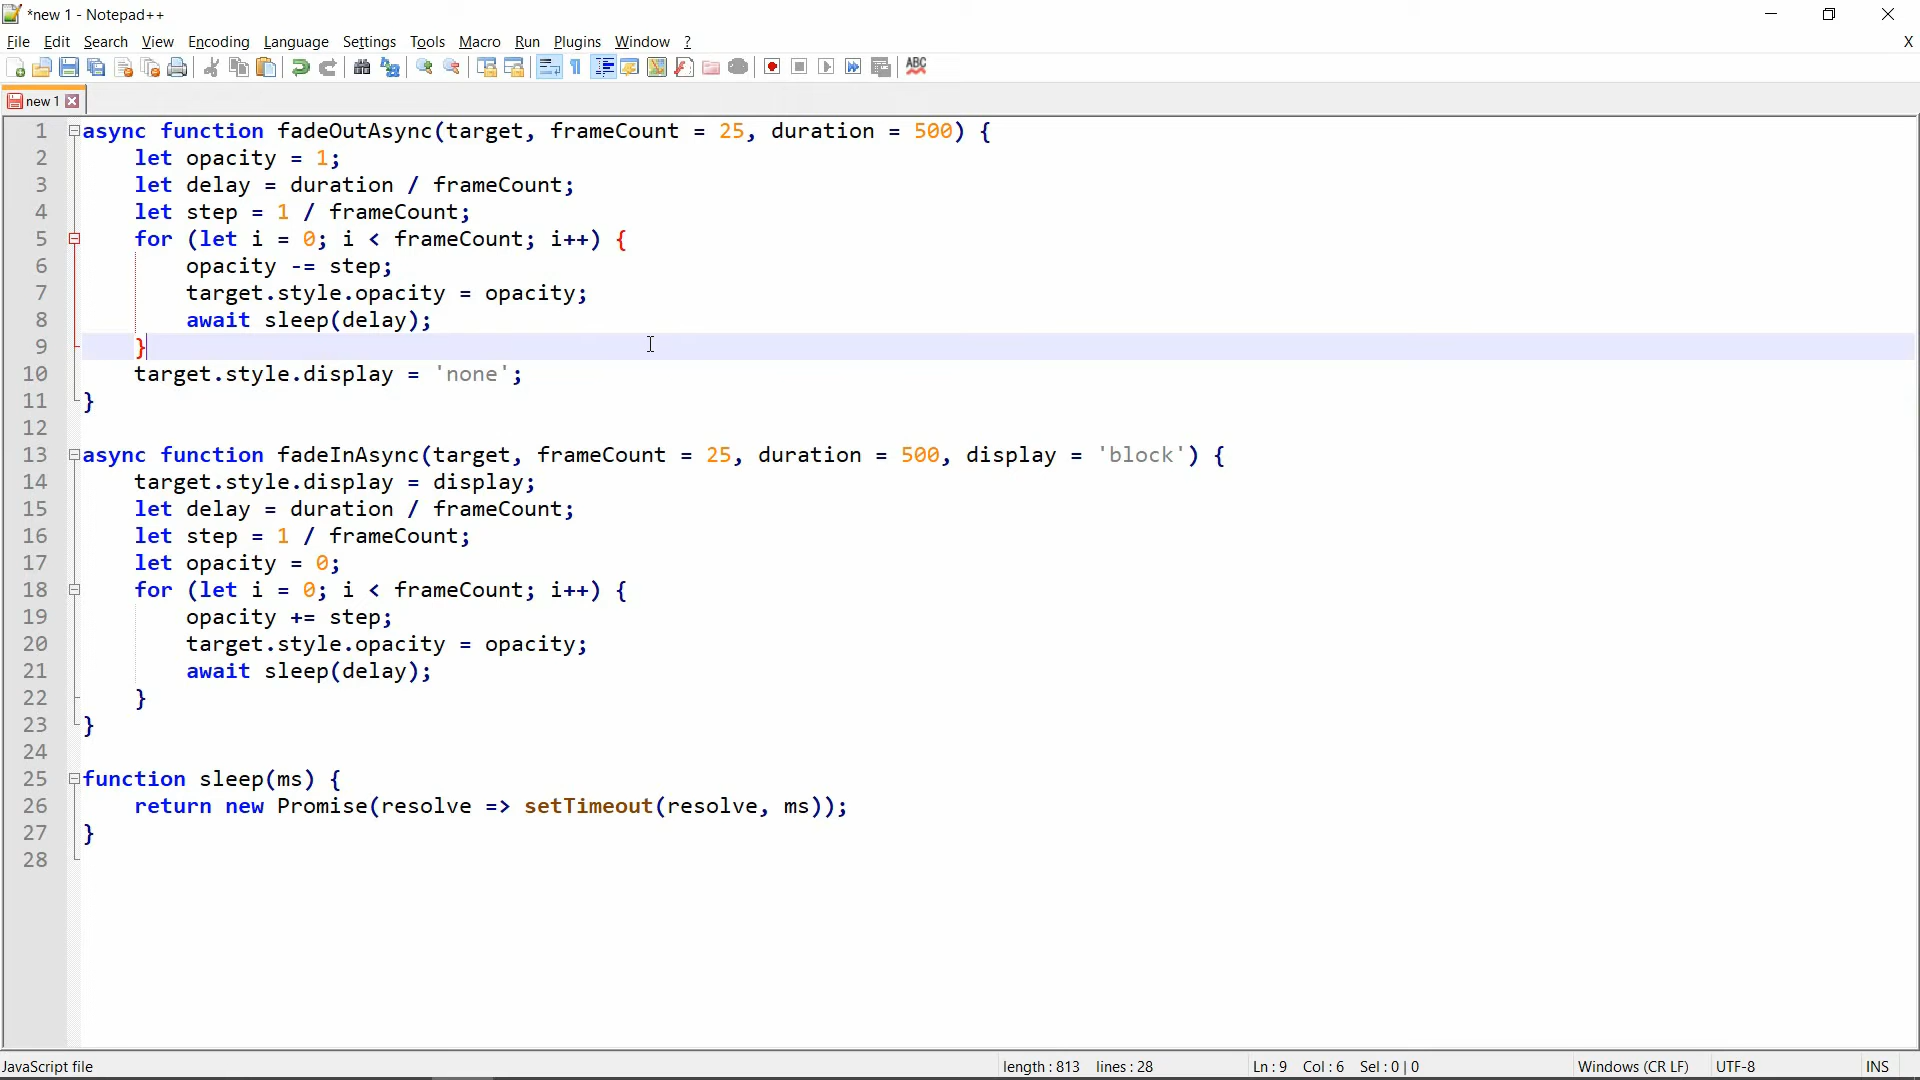 *new 1 - Notepad++
File Edit Search View Encoding Language Settings Tools Macro Run Plugins Window ? X
ABC
new 1
1 async function fadeOutAsync(target, frameCount = 25, duration = 500) {
2     let opacity = 1;
3     let delay = duration / frameCount;
4     let step = 1 / frameCount;
5     for (let i = 0; i < frameCount; i++) {
6         opacity -= step;
7         target.style.opacity = opacity;
8         await sleep(delay);
9     }
10     target.style.display = 'none';
11 }
12
13 async function fadeInAsync(target, frameCount = 25, duration = 500, display = 'block') {
14     target.style.display = display;
15     let delay = duration / frameCount;
16     let step = 1 / frameCount;
17     let opacity = 0;
18     for (let i = 0; i < frameCount; i++) {
19         opacity += step;
20         target.style.opacity = opacity;
21         await sleep(delay);
22     }
23 }
24
25 function sleep(ms) {
26     return new Promise(resolve => setTimeout(resolve, ms));
27 }
28
JavaScript file length : 813 lines : 28 Ln : 9 Col : 6 Sel : 0 | 0 Windows (CR LF) UTF-8 INS